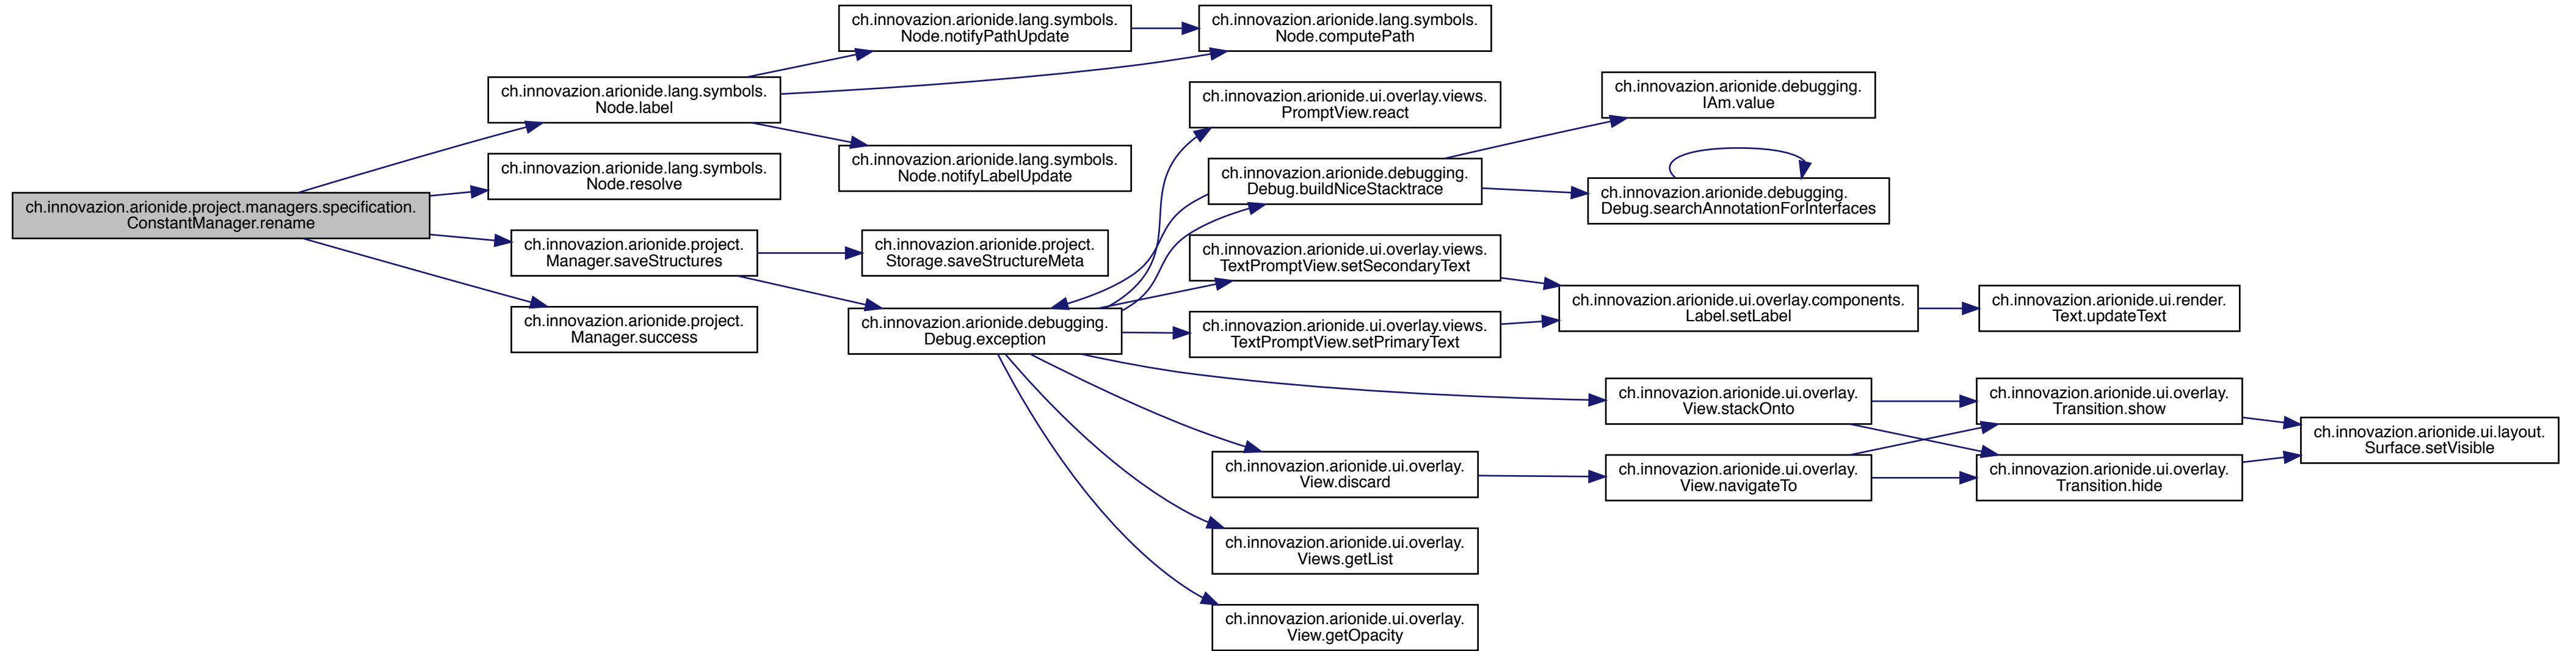 ch.innovazion.arionide.project.managers.specification.
ConstantManager.rename
ch.innovazion.arionide.lang.symbols.
Node.label
ch.innovazion.arionide.lang.symbols.
Node.resolve
ch.innovazion.arionide.project.
Manager.saveStructures
ch.innovazion.arionide.project.
Manager.success
ch.innovazion.arionide.lang.symbols.
Node.notifyPathUpdate
ch.innovazion.arionide.lang.symbols.
Node.notifyLabelUpdate
ch.innovazion.arionide.project.
Storage.saveStructureMeta
ch.innovazion.arionide.debugging.
Debug.exception
ch.innovazion.arionide.lang.symbols.
Node.computePath
ch.innovazion.arionide.ui.overlay.views.
PromptView.react
ch.innovazion.arionide.debugging.
Debug.buildNiceStacktrace
ch.innovazion.arionide.ui.overlay.views.
TextPromptView.setSecondaryText
ch.innovazion.arionide.ui.overlay.views.
TextPromptView.setPrimaryText
ch.innovazion.arionide.ui.overlay.
View.discard
ch.innovazion.arionide.ui.overlay.
Views.getList
ch.innovazion.arionide.ui.overlay.
View.getOpacity
ch.innovazion.arionide.debugging.
IAm.value
ch.innovazion.arionide.debugging.
Debug.searchAnnotationForInterfaces
ch.innovazion.arionide.ui.overlay.components.
Label.setLabel
ch.innovazion.arionide.ui.overlay.
View.stackOnto
ch.innovazion.arionide.ui.overlay.
View.navigateTo
ch.innovazion.arionide.ui.render.
Text.updateText
ch.innovazion.arionide.ui.overlay.
Transition.show
ch.innovazion.arionide.ui.overlay.
Transition.hide
ch.innovazion.arionide.ui.layout.
Surface.setVisible